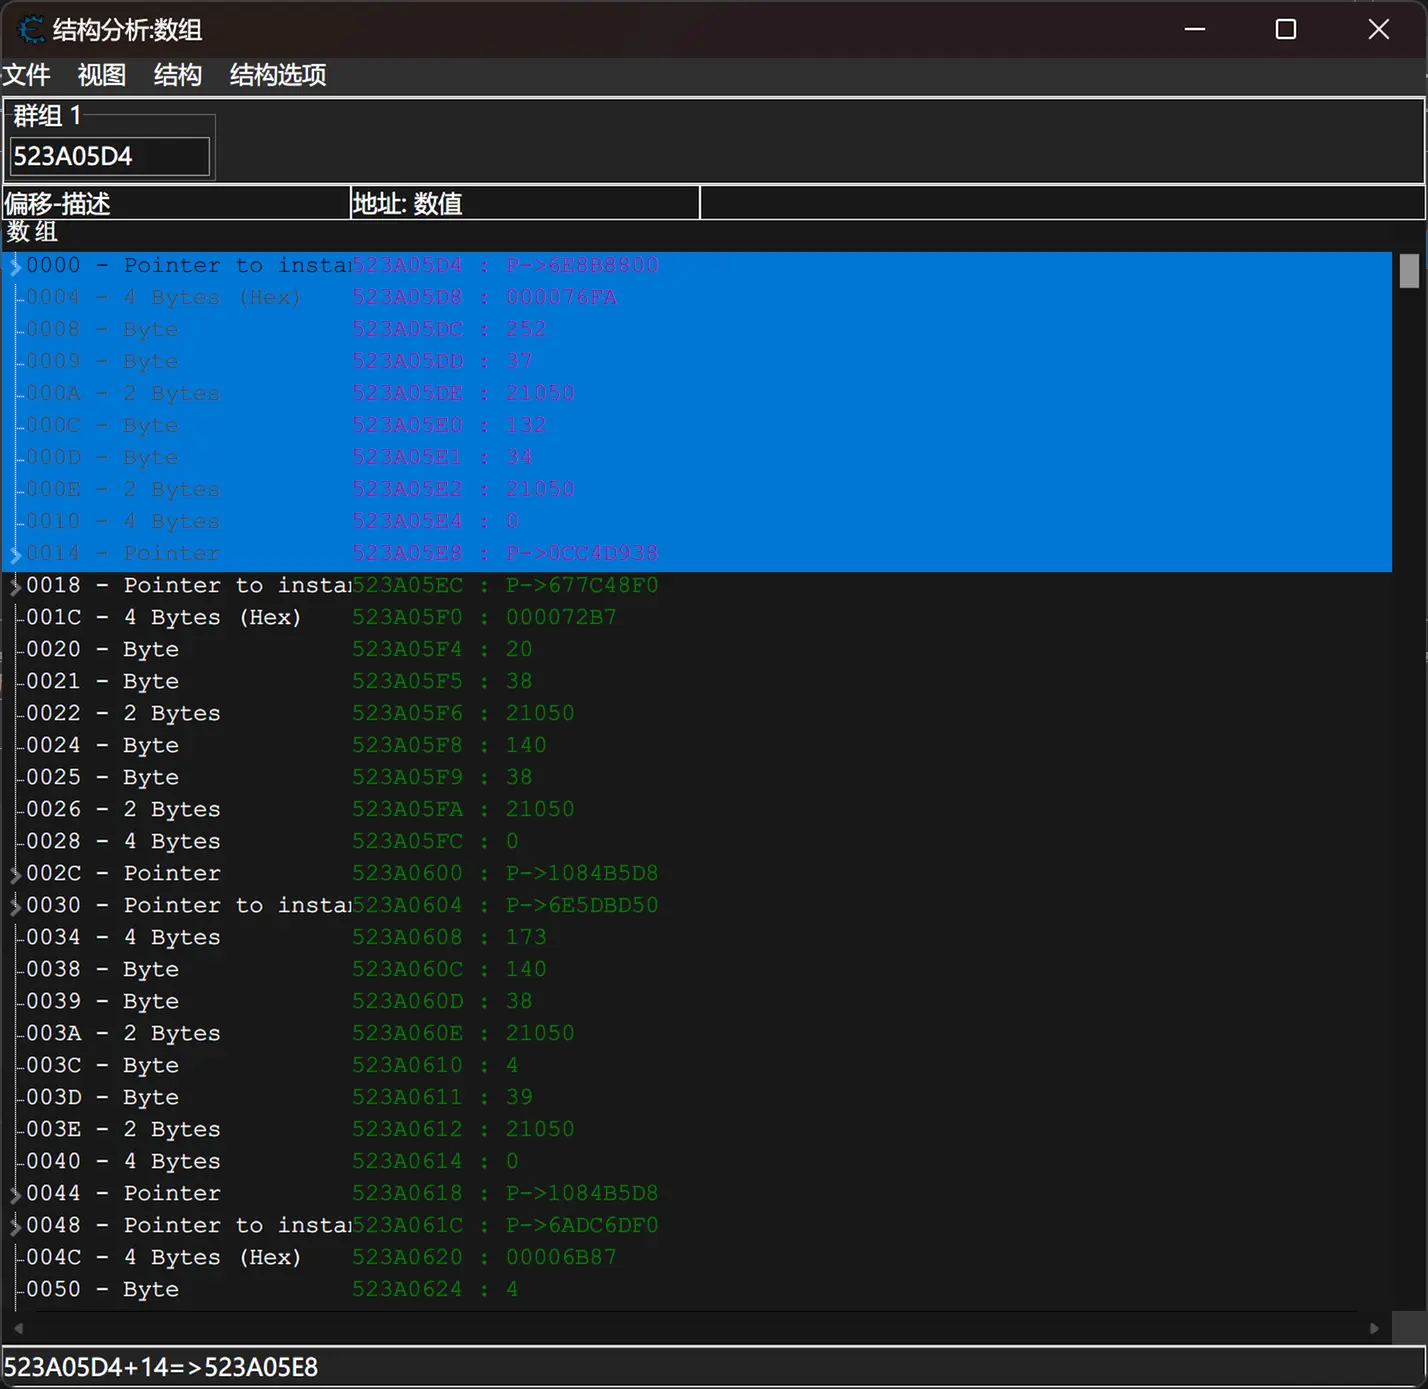 结构分析:数组
文件 视图 结构 结构选项
群组 1
523A05D4
偏移-描述 地址: 数值
数组
0000 - Pointer to instar 523A05D4 : P->6E8B8800
0004 - 4 Bytes (Hex) 523A05D8 : 000076FA
0008 - Byte 523A05DC : 252
0009 - Byte 523A05DD : 37
000A - 2 Bytes 523A05DE : 21050
000C - Byte 523A05E0 : 132
000D - Byte 523A05E1 : 34
000E - 2 Bytes 523A05E2 : 21050
0010 - 4 Bytes 523A05E4 : 0
0014 - Pointer 523A05E8 : P->0CC4D938
0018 - Pointer to instar 523A05EC : P->677C48F0
001C - 4 Bytes (Hex) 523A05F0 : 000072B7
0020 - Byte 523A05F4 : 20
0021 - Byte 523A05F5 : 38
0022 - 2 Bytes 523A05F6 : 21050
0024 - Byte 523A05F8 : 140
0025 - Byte 523A05F9 : 38
0026 - 2 Bytes 523A05FA : 21050
0028 - 4 Bytes 523A05FC : 0
002C - Pointer 523A0600 : P->1084B5D8
0030 - Pointer to instar 523A0604 : P->6E5DBD50
0034 - 4 Bytes 523A0608 : 173
0038 - Byte 523A060C : 140
0039 - Byte 523A060D : 38
003A - 2 Bytes 523A060E : 21050
003C - Byte 523A0610 : 4
003D - Byte 523A0611 : 39
003E - 2 Bytes 523A0612 : 21050
0040 - 4 Bytes 523A0614 : 0
0044 - Pointer 523A0618 : P->1084B5D8
0048 - Pointer to instar 523A061C : P->6ADC6DF0
004C - 4 Bytes (Hex) 523A0620 : 00006B87
0050 - Byte 523A0624 : 4
523A05D4+14=>523A05E8